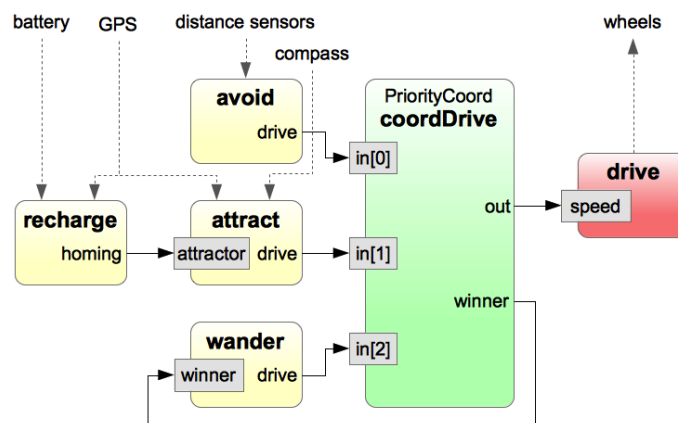 battery
GPS
distance sensors
wheels
compass
avoid
drive
PriorityCoord
coordDrive
in[0]
drive
speed
recharge
homing
attract
attractor
drive
in[1]
out
winner
wander
winner
drive
in[2]